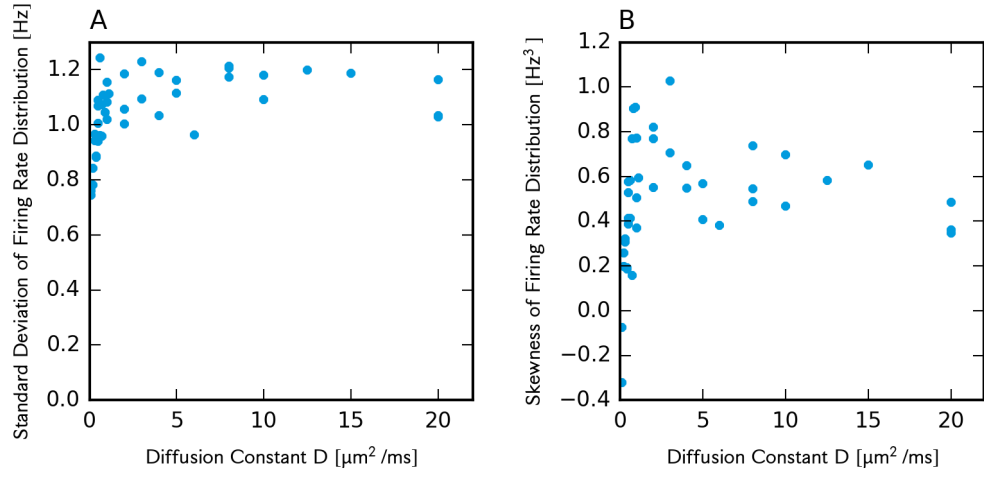 A
Standard Deviation of Firing Rate Distribution [Hz]
1.2
1.0
0.8
0.6
0.4
0.2
0.0
0 5 10 15 20
Diffusion Constant D [µm² /ms]
B
Skewness of Firing Rate Distribution [Hz³ ]
1.2
1.0
0.8
0.6
0.4
0.2
0.0
−0.2
−0.4
0 5 10 15 20
Diffusion Constant D [µm² /ms]